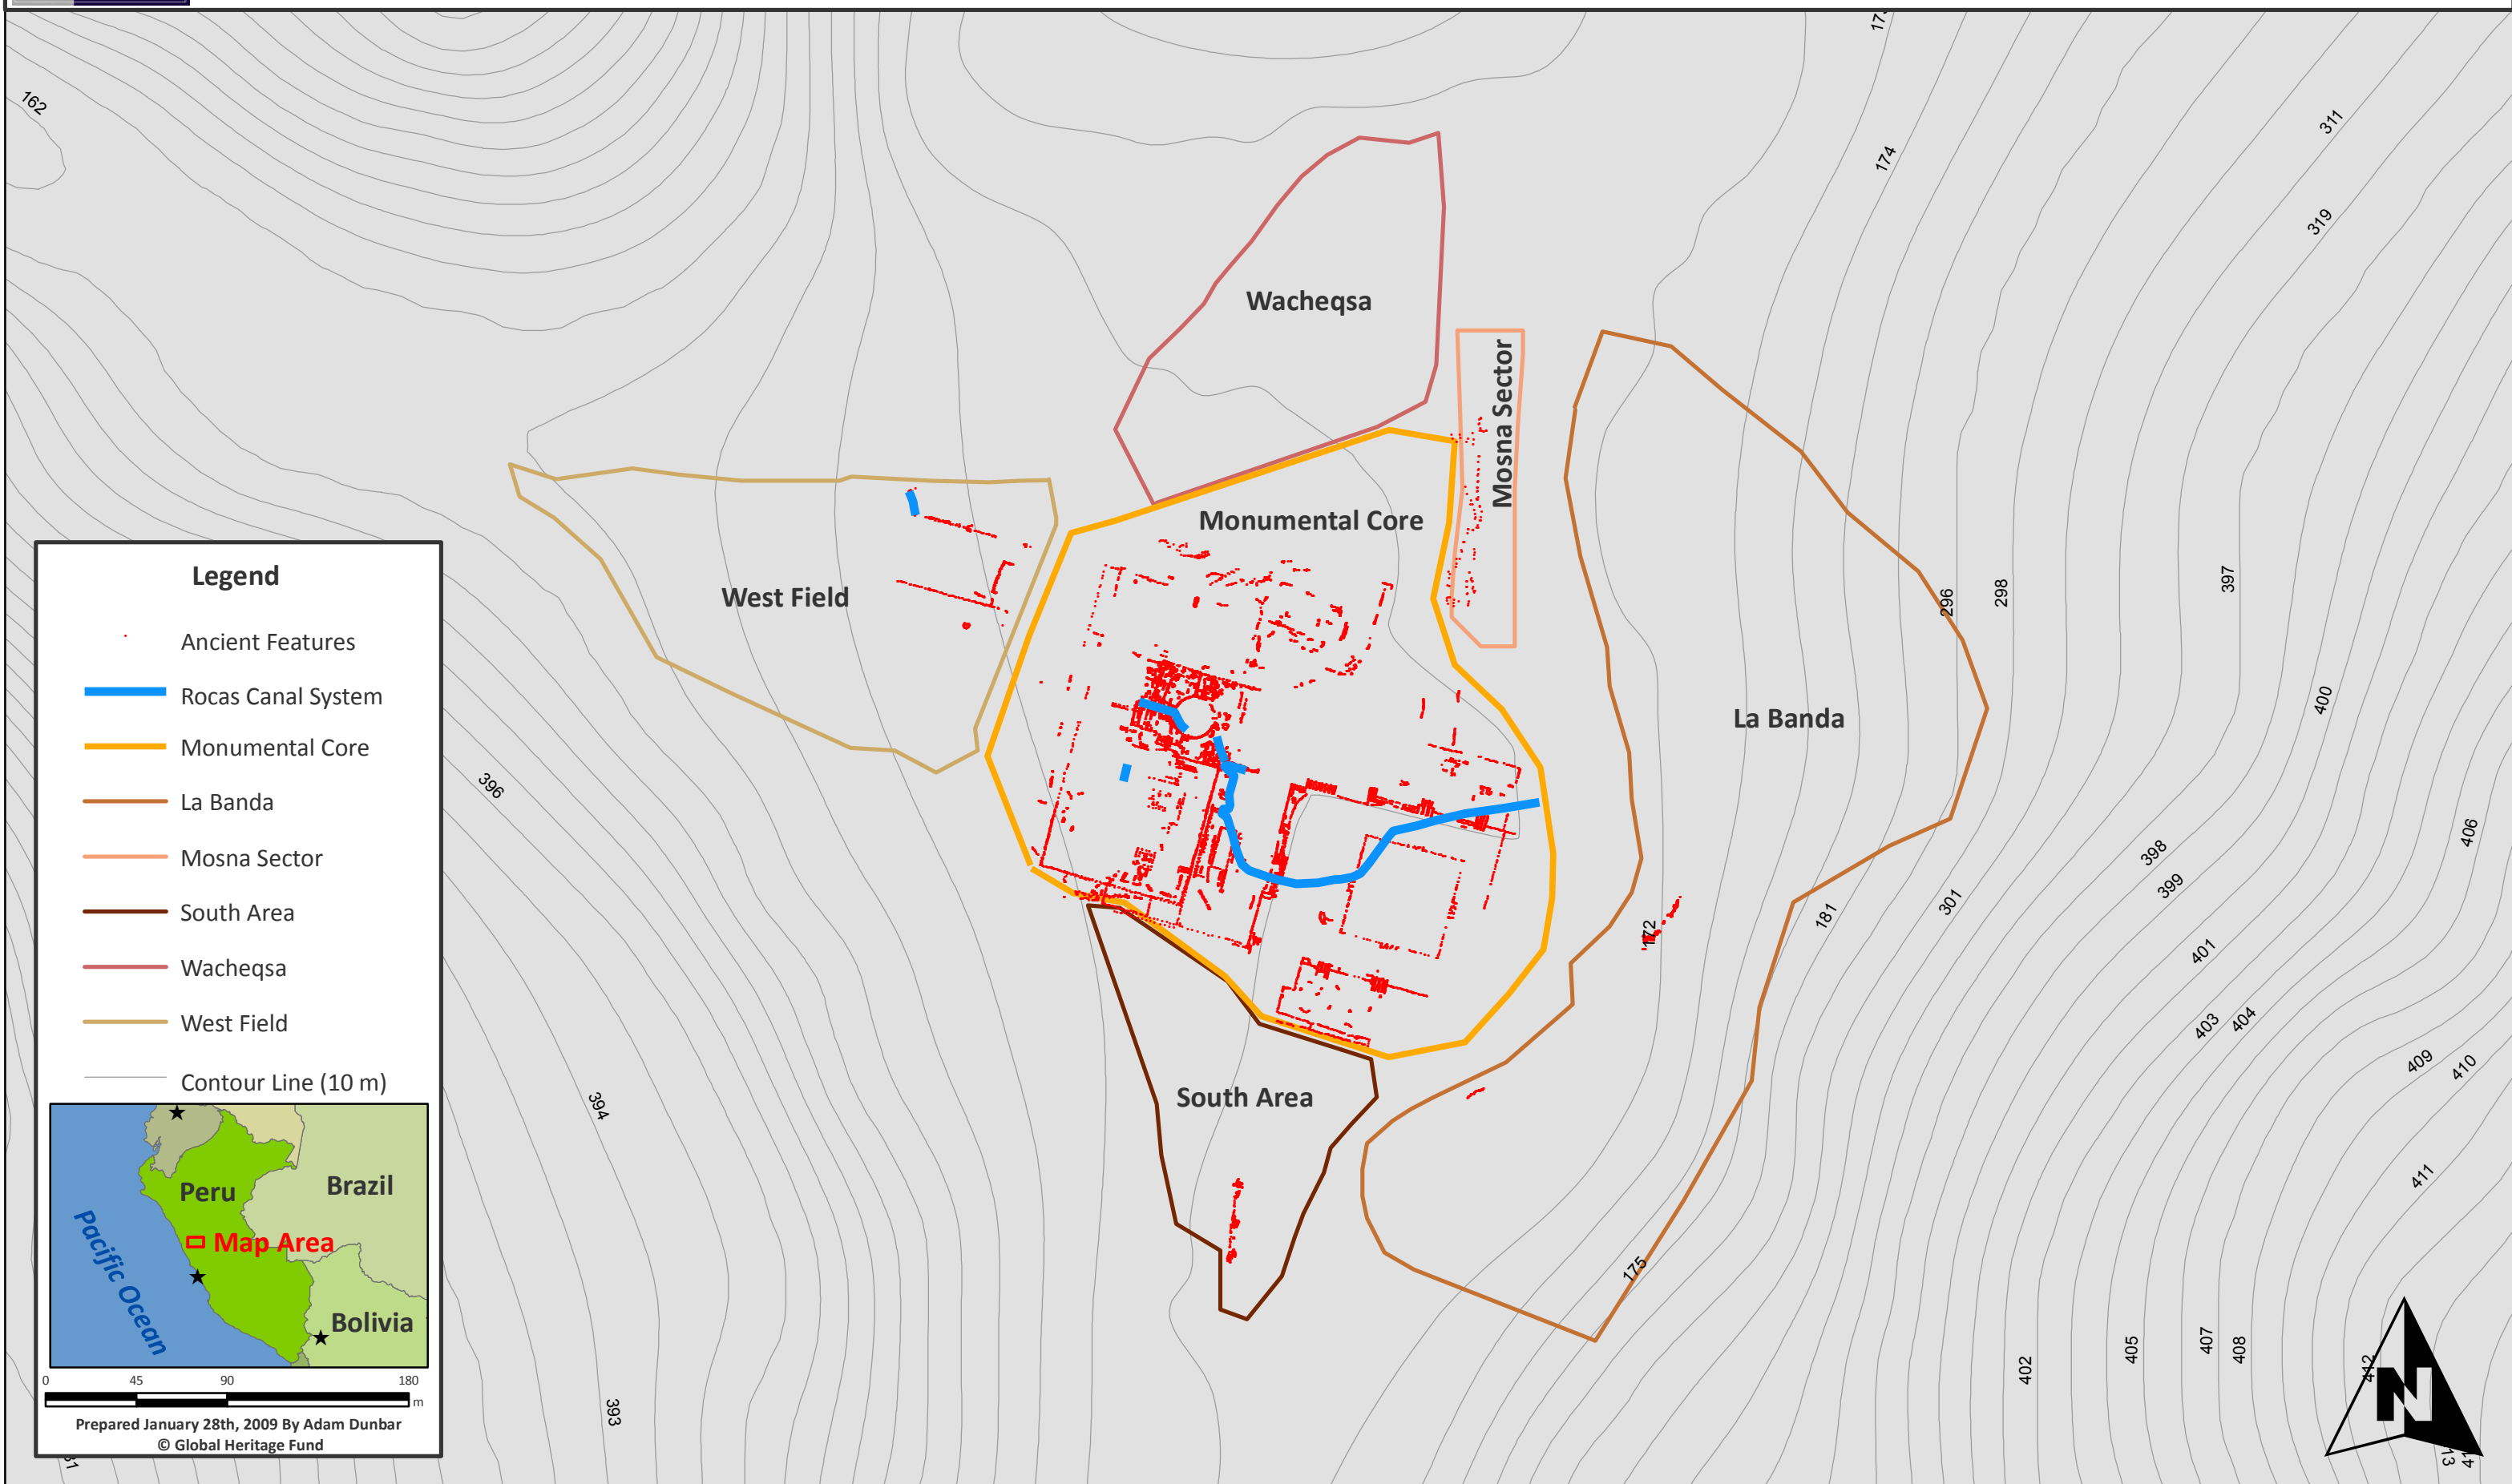 162
173
174
311
319
Wacheqsa
Mosna Sector
Monumental Core
West Field
La Banda
South Area
296
298
397
400
396
406
398
399
172
181
301
401
403
404
409
410
394
411
175
393
402
405
407
408
412
N
Legend
Ancient Features
Rocas Canal System
Monumental Core
La Banda
Mosna Sector
South Area
Wacheqsa
West Field
Contour Line (10 m)
Peru
Brazil
Map Area
Pacific Ocean
Bolivia
0 45 90 180
m
Prepared January 28th, 2009 By Adam Dunbar
© Global Heritage Fund